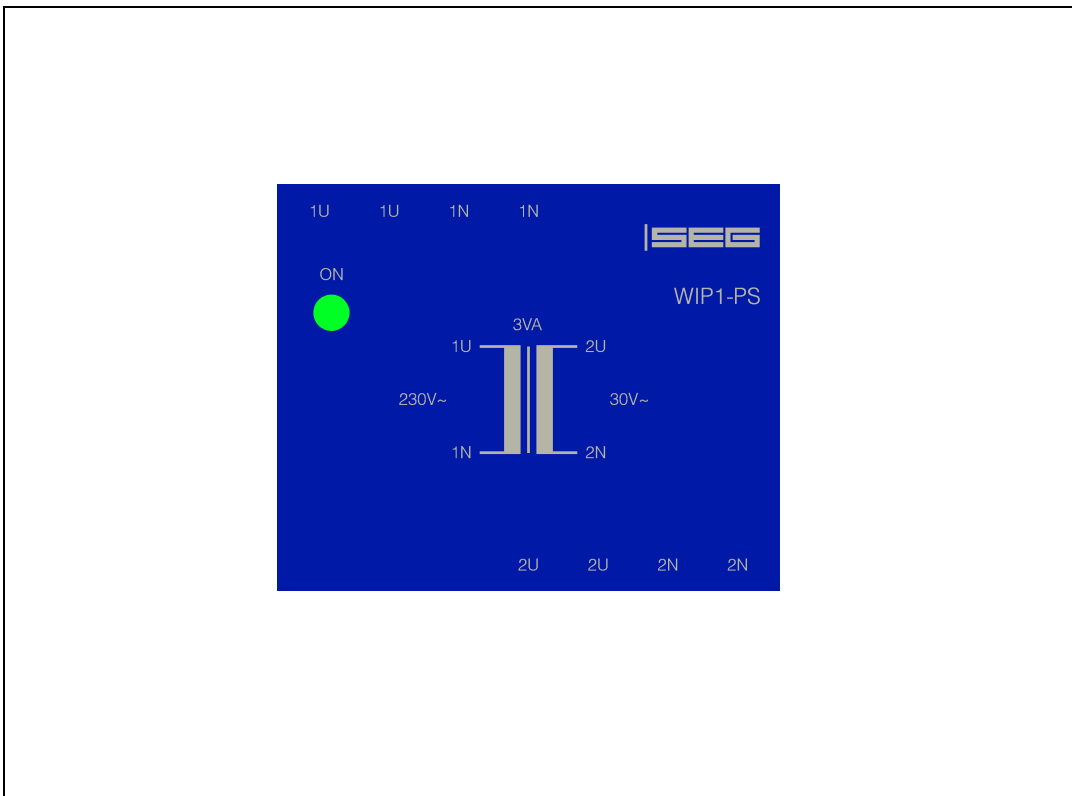 1U 1U 1N 1N
SEG
ON
WIP1-PS
3VA
1U 2U
230V~ 30V~
1N 2N
2U 2U 2N 2N